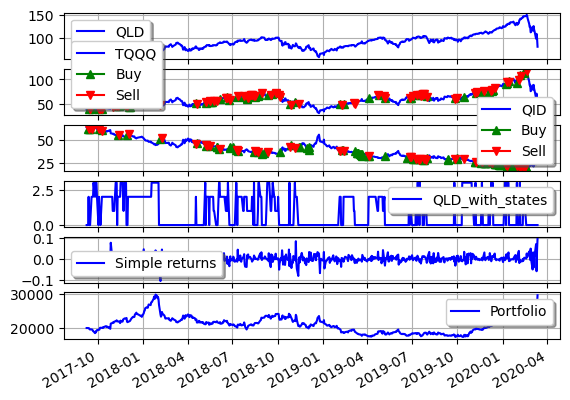 150
100
QLD
TQQQ
Buy
Sell
100
50
QID
Buy
Sell
50
25
2.5
0.0
QLD_with_states
0.1
0.0
−0.1
Simple returns
30000
20000
Portfolio
2017-10
2018-01
2018-04
2018-07
2018-10
2019-01
2019-04
2019-07
2019-10
2020-01
2020-04